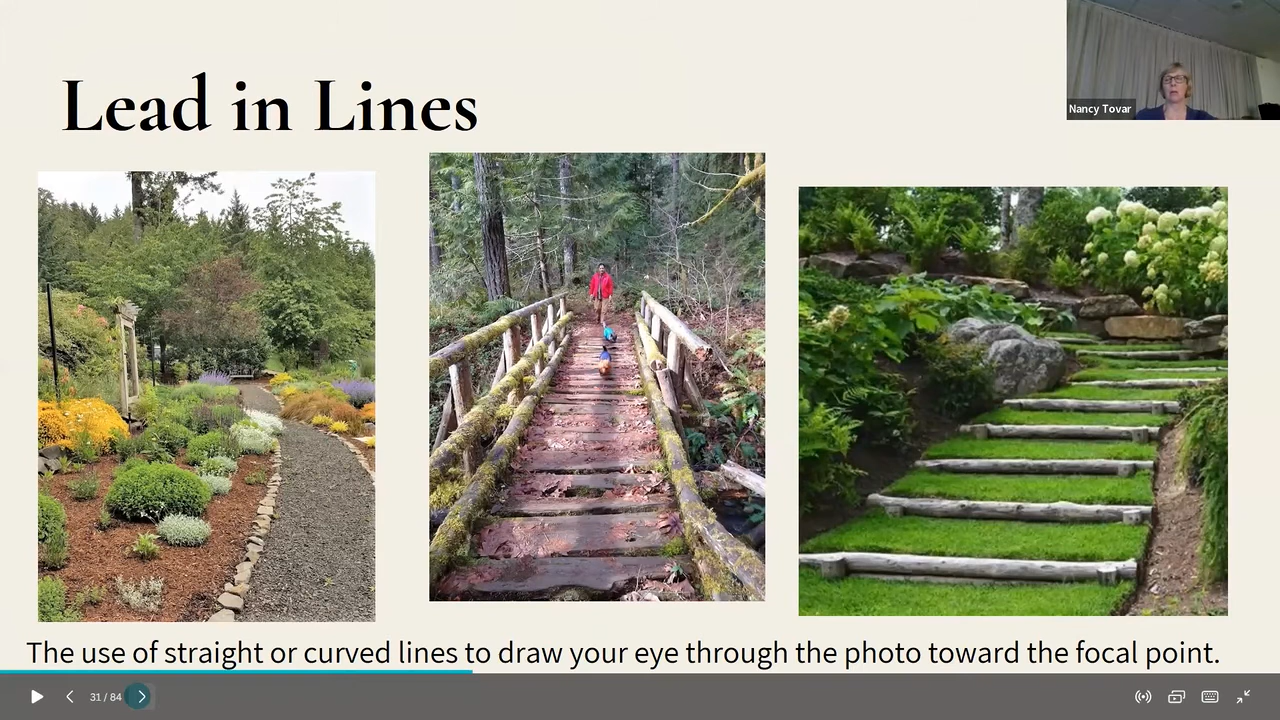 Lead in Lines
Nancy Tovar
The use of straight or curved lines to draw your eye through the photo toward the focal point.
31 / 84